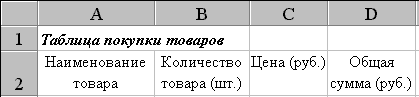 A B C D
1 Таблица покупки товаров
Наименование Количество Цена (руб.) Общая
2 товара товара (шт.) сумма (руб.)